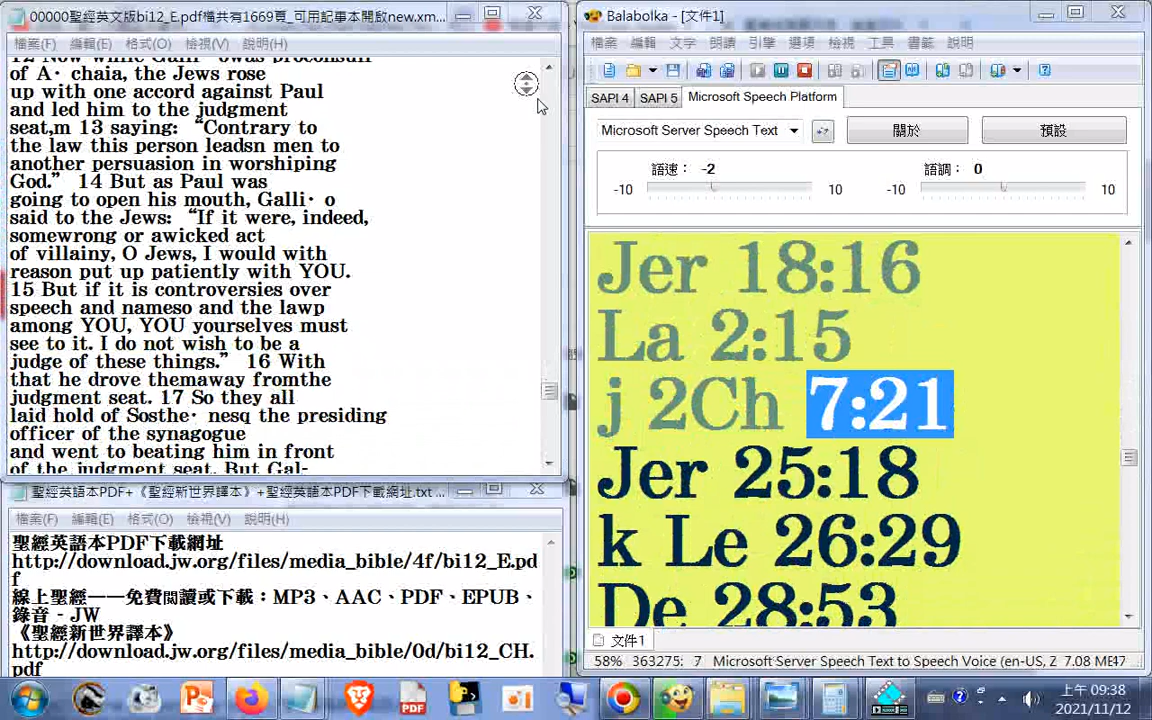 00000聖經英文版bi12_E.pdf檔共有1669頁_可用記事本開啟new.xm...
檔案(F) 編輯(E) 格式(O) 檢視(V) 說明(H)
12 Now while Galli· owas proconsul
of A· chaia, the Jews rose
up with one accord against Paul
and led him to the judgment
seat,m 13 saying: “Contrary to
the law this person leadsn men to
another persuasion in worshiping
God.” 14 But as Paul was
going to open his mouth, Galli· o
said to the Jews: “If it were, indeed,
somewrong or awicked act
of villainy, O Jews, I would with
reason put up patiently with YOU.
15 But if it is controversies over
speech and nameso and the lawp
among YOU, YOU yourselves must
see to it. I do not wish to be a
judge of these things.” 16 With
that he drove themaway fromthe
judgment seat. 17 So they all
laid hold of Sosthe· nesq the presiding
officer of the synagogue
and went to beating him in front
of the judgment seat. But Gal-
聖經英語本PDF+《聖經新世界譯本》+聖經英語本PDF下載網址.txt ...
檔案(F) 編輯(E) 格式(O) 檢視(V) 說明(H)
聖經英語本PDF下載網址
http://download.jw.org/files/media_bible/4f/bi12_E.pd
f
線上聖經——免費閱讀或下載：MP3、AAC、PDF、EPUB、
錄音 - JW
《聖經新世界譯本》
http://download.jw.org/files/media_bible/0d/bi12_CH.
pdf
Balabolka - [文件1]
檔案 編輯 文字 朗讀 引擎 選項 檢視 工具 書籤 說明
SAPI 4 SAPI 5 Microsoft Speech Platform
Microsoft Server Speech Text 關於 預設
語速： -2 語調： 0
-10 10 -10 10
Jer 18:16
La 2:15
j 2Ch 7:21
Jer 25:18
k Le 26:29
De 28:53
文件1
58% 363275: 7 Microsoft Server Speech Text to Speech Voice (en-US, Z 7.08 ME47
PDF
上午 09:38
2021/11/12